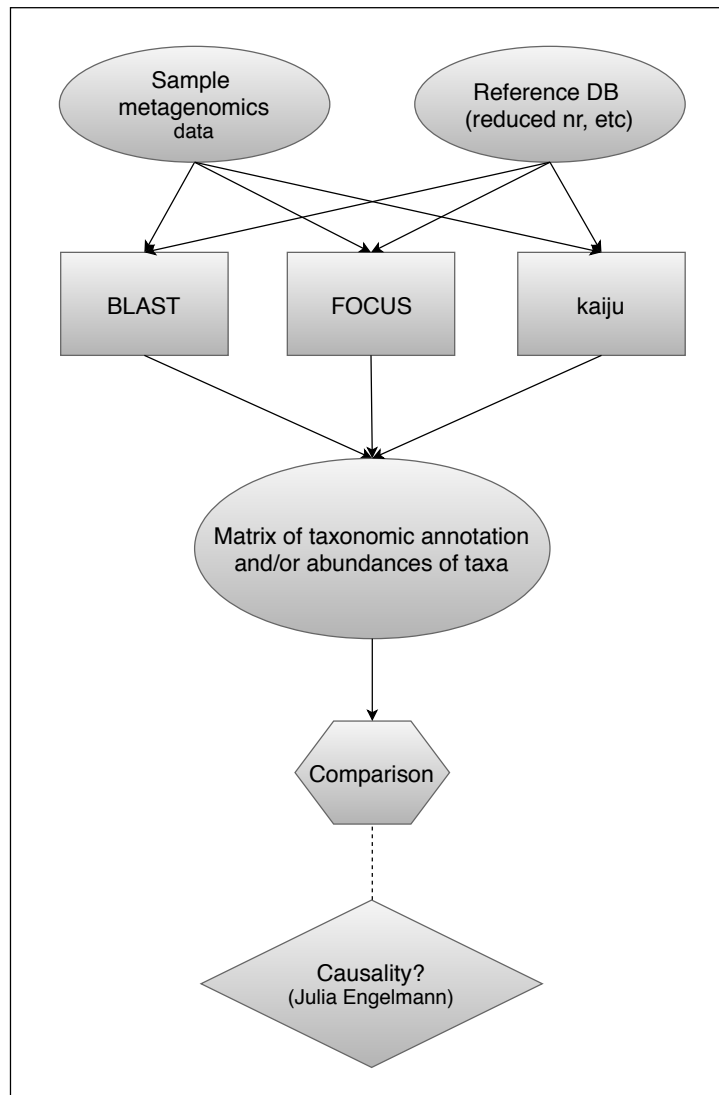 Sample
metagenomics
data
Reference DB
(reduced nr, etc)
BLAST
FOCUS
kaiju
Matrix of taxonomic annotation
and/or abundances of taxa
Comparison
Causality?
(Julia Engelmann)